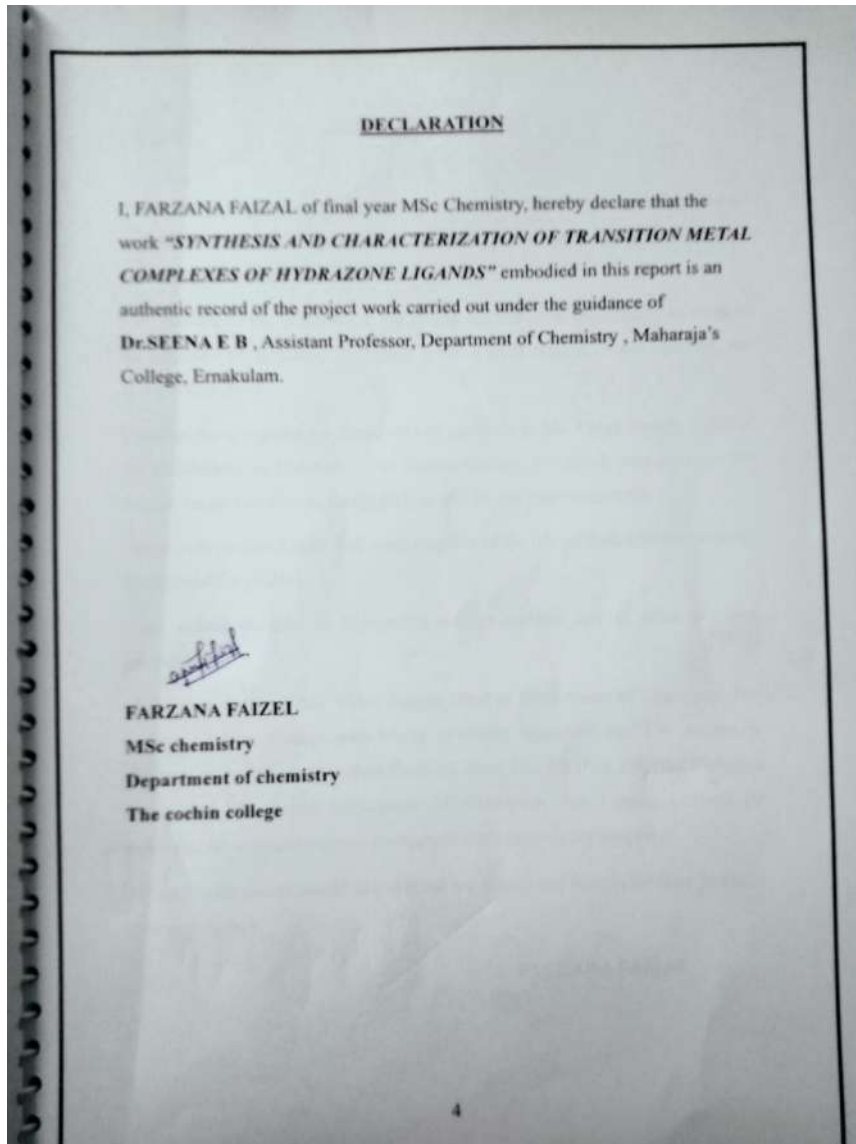 DECLARATION
I, FARZANA FAIZAL of final year MSc Chemistry, hereby declare that the
work "SYNTHESIS AND CHARACTERIZATION OF TRANSITION METAL
COMPLEXES OF HYDRAZONE LIGANDS" embodied in this report is an
authentic record of the project work carried out under the guidance of
Dr.SEENA E B , Assistant Professor, Department of Chemistry , Maharaja's
College, Ernakulam.
FARZANA FAIZEL
MSc chemistry
Department of chemistry
The cochin college
4